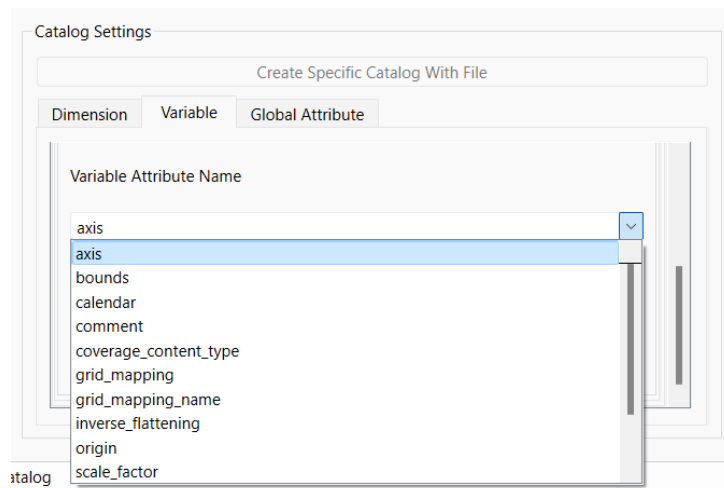 Catalog Settings
Create Specific Catalog With File
Dimension Variable Global Attribute
Variable Attribute Name
axis
axis
bounds
calendar
comment
coverage_content_type
grid_mapping
grid_mapping_name
inverse_flattening
origin
scale_factor
atalog